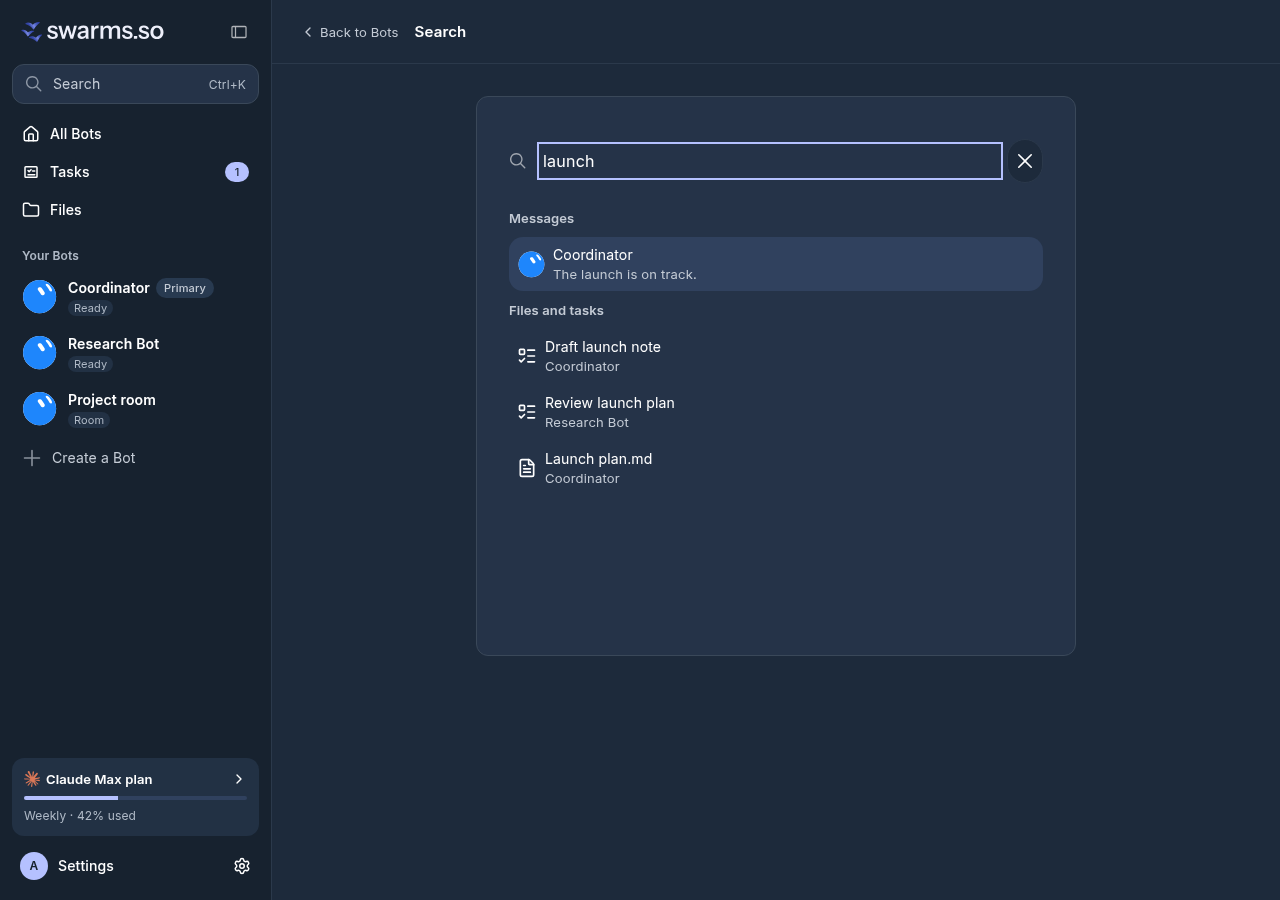 swarms.so
Search Ctrl+K
All Bots
Tasks 1
Files
Your Bots
Coordinator Primary
Ready
Research Bot
Ready
Project room
Room
Create a Bot
Claude Max plan
Weekly · 42% used
A Settings
Back to Bots Search
launch
Messages
Coordinator
The launch is on track.
Files and tasks
Draft launch note
Coordinator
Review launch plan
Research Bot
Launch plan.md
Coordinator